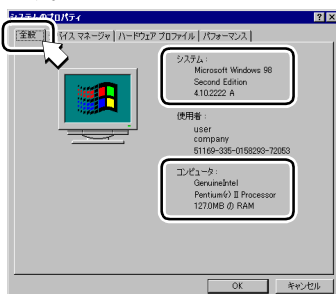 システムのプロパティ
全般 デバイス マネージャ ハードウェア プロファイル パフォーマンス
システム:
Microsoft Windows 98
Second Edition
4.10.2222 A
使用者:
user
company
51169-335-0158293-72053
コンピュータ:
GenuineIntel
Pentium(r) II Processor
127.0MB の RAM
OK キャンセル